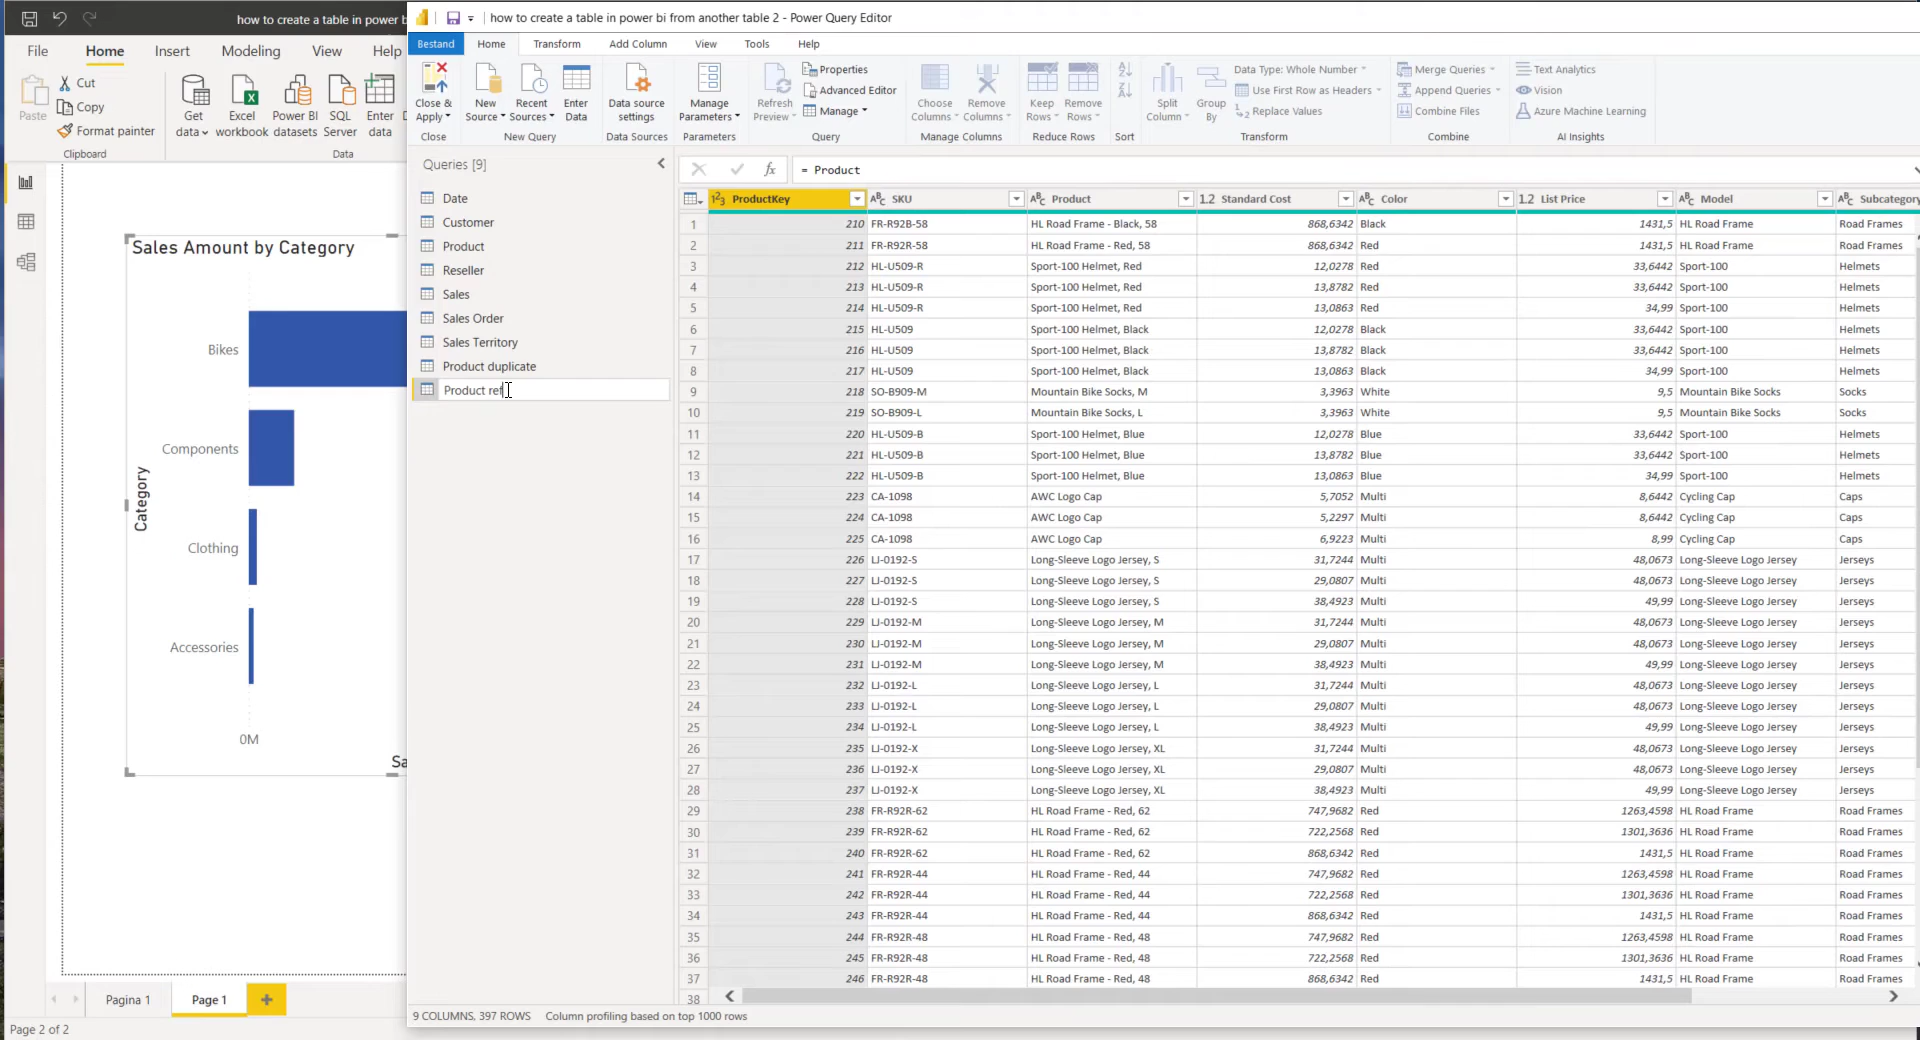 how to create a table in power b
File
Home
Insert
Modeling
View
Help
Paste
Cut
Copy
Format painter
Clipboard
Get data
Excel workbook
Power BI datasets
SQL Server
Enter data
Data
Sales Amount by Category
Category
Bikes
Components
Clothing
Accessories
0M
Sa
Pagina 1
Page 1
Page 2 of 2
how to create a table in power bi from another table 2 - Power Query Editor
Bestand
Home
Transform
Add Column
View
Tools
Help
Close & Apply
Close
New Source
Recent Sources
Enter Data
New Query
Data source settings
Data Sources
Manage Parameters
Parameters
Refresh Preview
Properties
Advanced Editor
Manage
Query
Choose Columns
Remove Columns
Manage Columns
Keep Rows
Remove Rows
Reduce Rows
Sort
Split Column
Group By
Data Type: Whole Number
Use First Row as Headers
Replace Values
Transform
Merge Queries
Append Queries
Combine Files
Combine
Text Analytics
Vision
Azure Machine Learning
AI Insights
Queries [9]
Date
Customer
Product
Reseller
Sales
Sales Order
Sales Territory
Product duplicate
Product ref
= Product
ProductKey SKU Product Standard Cost Color List Price Model Subcategory
1 210 FR-R92B-58 HL Road Frame - Black, 58 868,6342 Black 1431,5 HL Road Frame Road Frames
2 211 FR-R92R-58 HL Road Frame - Red, 58 868,6342 Red 1431,5 HL Road Frame Road Frames
3 212 HL-U509-R Sport-100 Helmet, Red 12,0278 Red 33,6442 Sport-100 Helmets
4 213 HL-U509-R Sport-100 Helmet, Red 13,8782 Red 33,6442 Sport-100 Helmets
5 214 HL-U509-R Sport-100 Helmet, Red 13,0863 Red 34,99 Sport-100 Helmets
6 215 HL-U509 Sport-100 Helmet, Black 12,0278 Black 33,6442 Sport-100 Helmets
7 216 HL-U509 Sport-100 Helmet, Black 13,8782 Black 33,6442 Sport-100 Helmets
8 217 HL-U509 Sport-100 Helmet, Black 13,0863 Black 34,99 Sport-100 Helmets
9 218 SO-B909-M Mountain Bike Socks, M 3,3963 White 9,5 Mountain Bike Socks Socks
10 219 SO-B909-L Mountain Bike Socks, L 3,3963 White 9,5 Mountain Bike Socks Socks
11 220 HL-U509-B Sport-100 Helmet, Blue 12,0278 Blue 33,6442 Sport-100 Helmets
12 221 HL-U509-B Sport-100 Helmet, Blue 13,8782 Blue 33,6442 Sport-100 Helmets
13 222 HL-U509-B Sport-100 Helmet, Blue 13,0863 Blue 34,99 Sport-100 Helmets
14 223 CA-1098 AWC Logo Cap 5,7052 Multi 8,6442 Cycling Cap Caps
15 224 CA-1098 AWC Logo Cap 5,2297 Multi 8,6442 Cycling Cap Caps
16 225 CA-1098 AWC Logo Cap 6,9223 Multi 8,99 Cycling Cap Caps
17 226 LJ-0192-S Long-Sleeve Logo Jersey, S 31,7244 Multi 48,0673 Long-Sleeve Logo Jersey Jerseys
18 227 LJ-0192-S Long-Sleeve Logo Jersey, S 29,0807 Multi 48,0673 Long-Sleeve Logo Jersey Jerseys
19 228 LJ-0192-S Long-Sleeve Logo Jersey, S 38,4923 Multi 49,99 Long-Sleeve Logo Jersey Jerseys
20 229 LJ-0192-M Long-Sleeve Logo Jersey, M 31,7244 Multi 48,0673 Long-Sleeve Logo Jersey Jerseys
21 230 LJ-0192-M Long-Sleeve Logo Jersey, M 29,0807 Multi 48,0673 Long-Sleeve Logo Jersey Jerseys
22 231 LJ-0192-M Long-Sleeve Logo Jersey, M 38,4923 Multi 49,99 Long-Sleeve Logo Jersey Jerseys
23 232 LJ-0192-L Long-Sleeve Logo Jersey, L 31,7244 Multi 48,0673 Long-Sleeve Logo Jersey Jerseys
24 233 LJ-0192-L Long-Sleeve Logo Jersey, L 29,0807 Multi 48,0673 Long-Sleeve Logo Jersey Jerseys
25 234 LJ-0192-L Long-Sleeve Logo Jersey, L 38,4923 Multi 49,99 Long-Sleeve Logo Jersey Jerseys
26 235 LJ-0192-X Long-Sleeve Logo Jersey, XL 31,7244 Multi 48,0673 Long-Sleeve Logo Jersey Jerseys
27 236 LJ-0192-X Long-Sleeve Logo Jersey, XL 29,0807 Multi 48,0673 Long-Sleeve Logo Jersey Jerseys
28 237 LJ-0192-X Long-Sleeve Logo Jersey, XL 38,4923 Multi 49,99 Long-Sleeve Logo Jersey Jerseys
29 238 FR-R92R-62 HL Road Frame - Red, 62 747,9682 Red 1263,4598 HL Road Frame Road Frames
30 239 FR-R92R-62 HL Road Frame - Red, 62 722,2568 Red 1301,3636 HL Road Frame Road Frames
31 240 FR-R92R-62 HL Road Frame - Red, 62 868,6342 Red 1431,5 HL Road Frame Road Frames
32 241 FR-R92R-44 HL Road Frame - Red, 44 747,9682 Red 1263,4598 HL Road Frame Road Frames
33 242 FR-R92R-44 HL Road Frame - Red, 44 722,2568 Red 1301,3636 HL Road Frame Road Frames
34 243 FR-R92R-44 HL Road Frame - Red, 44 868,6342 Red 1431,5 HL Road Frame Road Frames
35 244 FR-R92R-48 HL Road Frame - Red, 48 747,9682 Red 1263,4598 HL Road Frame Road Frames
36 245 FR-R92R-48 HL Road Frame - Red, 48 722,2568 Red 1301,3636 HL Road Frame Road Frames
37 246 FR-R92R-48 HL Road Frame - Red, 48 868,6342 Red 1431,5 HL Road Frame Road Frames
38
9 COLUMNS, 397 ROWS Column profiling based on top 1000 rows